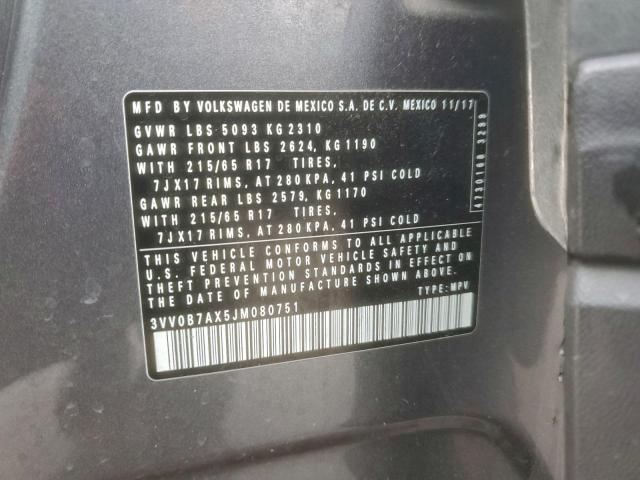 MFD BY VOLKSWAGEN DE MEXICO S.A. DE C.V. MEXICO 11/17
GVWR LBS 5093 KG 2310
GAWR FRONT LBS 2624, KG 1190
WITH 215/65 R17 TIRES,
7JX17 RIMS, AT 280 KPA, 41 PSI COLD
GAWR REAR LBS 2579, KG 1170
WITH 215/65 R17 TIRES,
7JX17 RIMS, AT 280 KPA, 41 PSI COLD
THIS VEHICLE CONFORMS TO ALL APPLICABLE
U.S. FEDERAL MOTOR VEHICLE SAFETY AND
THEFT PREVENTION STANDARDS IN EFFECT ON
THE DATE OF MANUFACTURE SHOWN ABOVE.
TYPE: MPV
3VV0B7AX5JM080751
4730188 3299